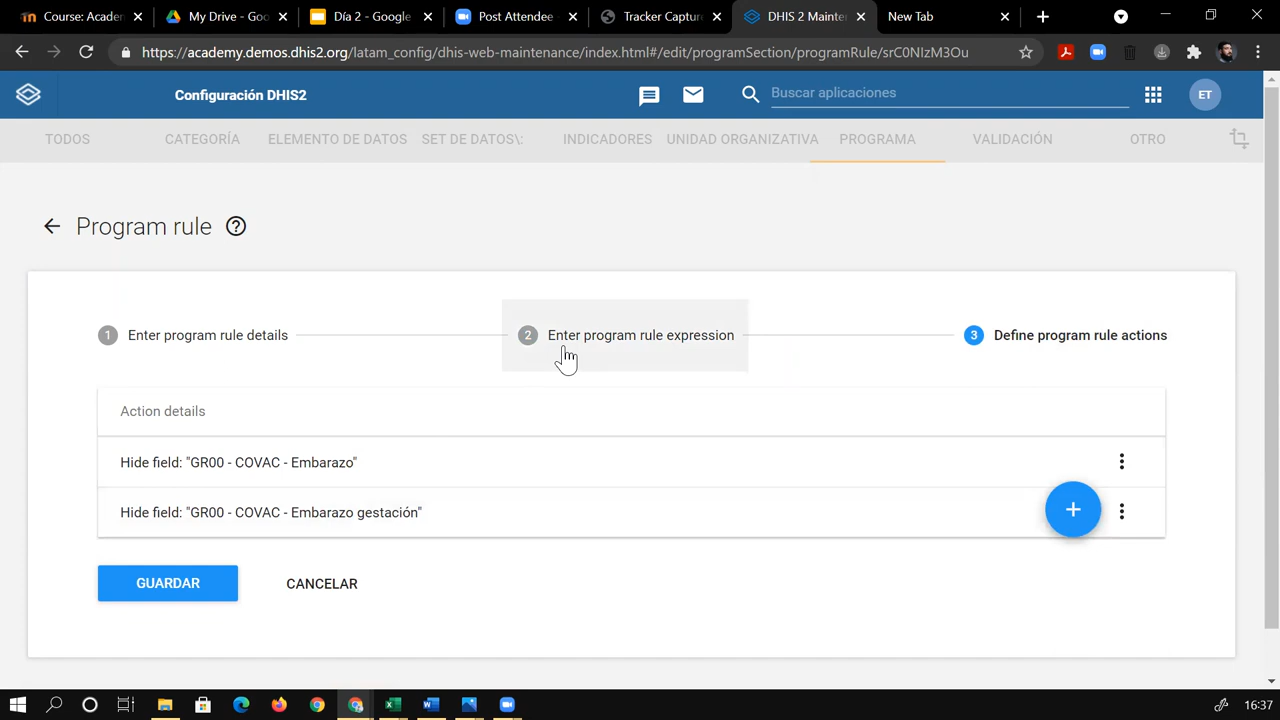 Course: Acader
My Drive - Goo
Día 2 - Google
Post Attendee
Tracker Captur
DHIS 2 Mainter
New Tab
https://academy.demos.dhis2.org/latam_config/dhis-web-maintenance/index.html#/edit/programSection/programRule/srC0NIzM3Ou
Configuración DHIS2
Buscar aplicaciones
ET
TODOS
CATEGORÍA
ELEMENTO DE DATOS
SET DE DATOS\:
INDICADORES
UNIDAD ORGANIZATIVA
PROGRAMA
VALIDACIÓN
OTRO
Program rule
1 Enter program rule details
2 Enter program rule expression
3 Define program rule actions
Action details
Hide field: "GR00 - COVAC - Embarazo"
Hide field: "GR00 - COVAC - Embarazo gestación"
GUARDAR
CANCELAR
16:37